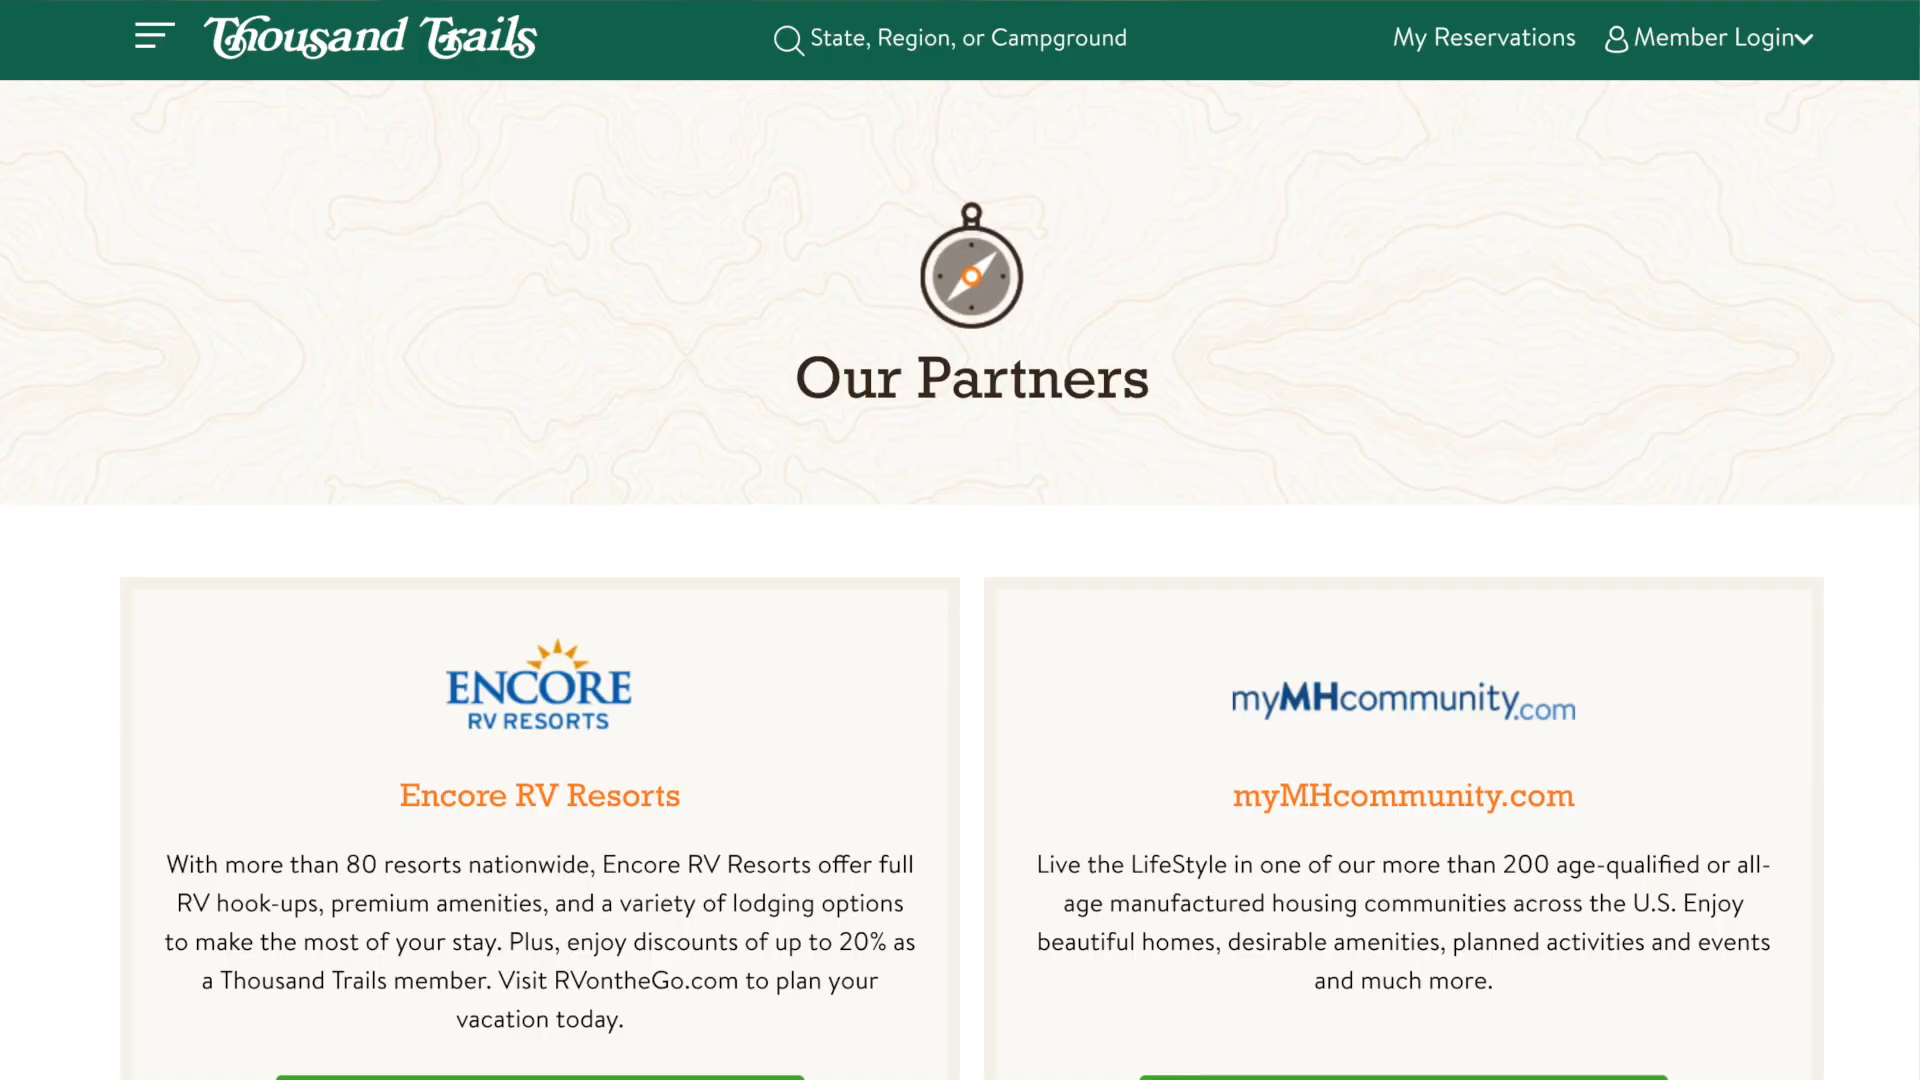 Thousand Trails
State, Region, or Campground
My Reservations
Member Login
Our Partners
ENCORE
RV RESORTS
Encore RV Resorts
With more than 80 resorts nationwide, Encore RV Resorts offer full
RV hook-ups, premium amenities, and a variety of lodging options
to make the most of your stay. Plus, enjoy discounts of up to 20% as
a Thousand Trails member. Visit RVontheGo.com to plan your
vacation today.
myMHcommunity.com
myMHcommunity.com
Live the LifeStyle in one of our more than 200 age-qualified or all-
age manufactured housing communities across the U.S. Enjoy
beautiful homes, desirable amenities, planned activities and events
and much more.